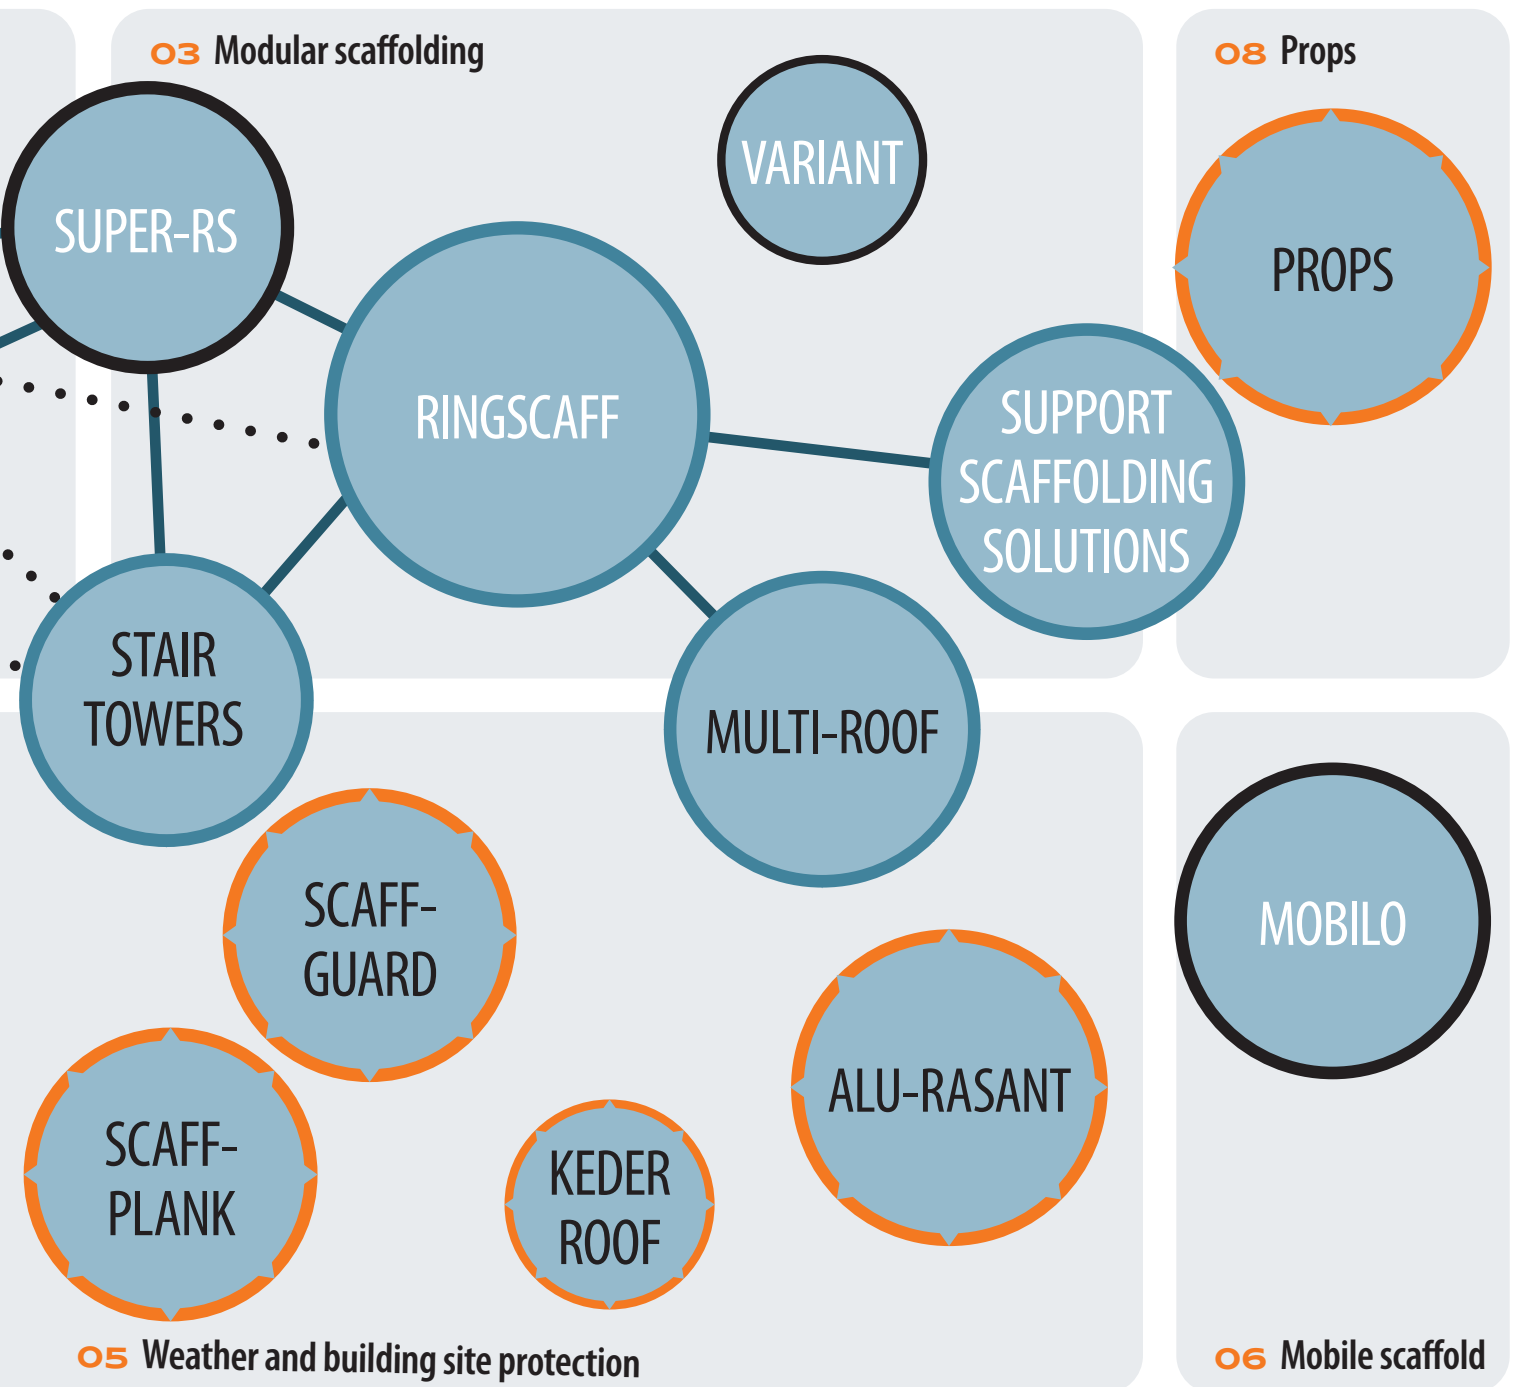 03 Modular scaffolding
08 Props
VARIANT
SUPER-RS
PROPS
RINGSCAFF
SUPPORT
SCAFFOLDING
SOLUTIONS
STAIR
TOWERS
MULTI-ROOF
SCAFF-
GUARD
MOBILO
ALU-RASANT
SCAFF-
PLANK
KEDER
ROOF
05 Weather and building site protection
06 Mobile scaffold